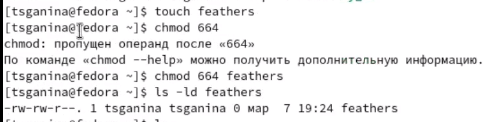 [tsganina@fedora ~]$ touch feathers
[tsganina@fedora ~]$ chmod 664
chmod: пропущен операнд после «664»
По команде «chmod --help» можно получить дополнительную информацию.
[tsganina@fedora ~]$ chmod 664 feathers
[tsganina@fedora ~]$ ls -ld feathers
-rw-rw-r--. 1 tsganina tsganina 0 мар  7 19:24 feathers